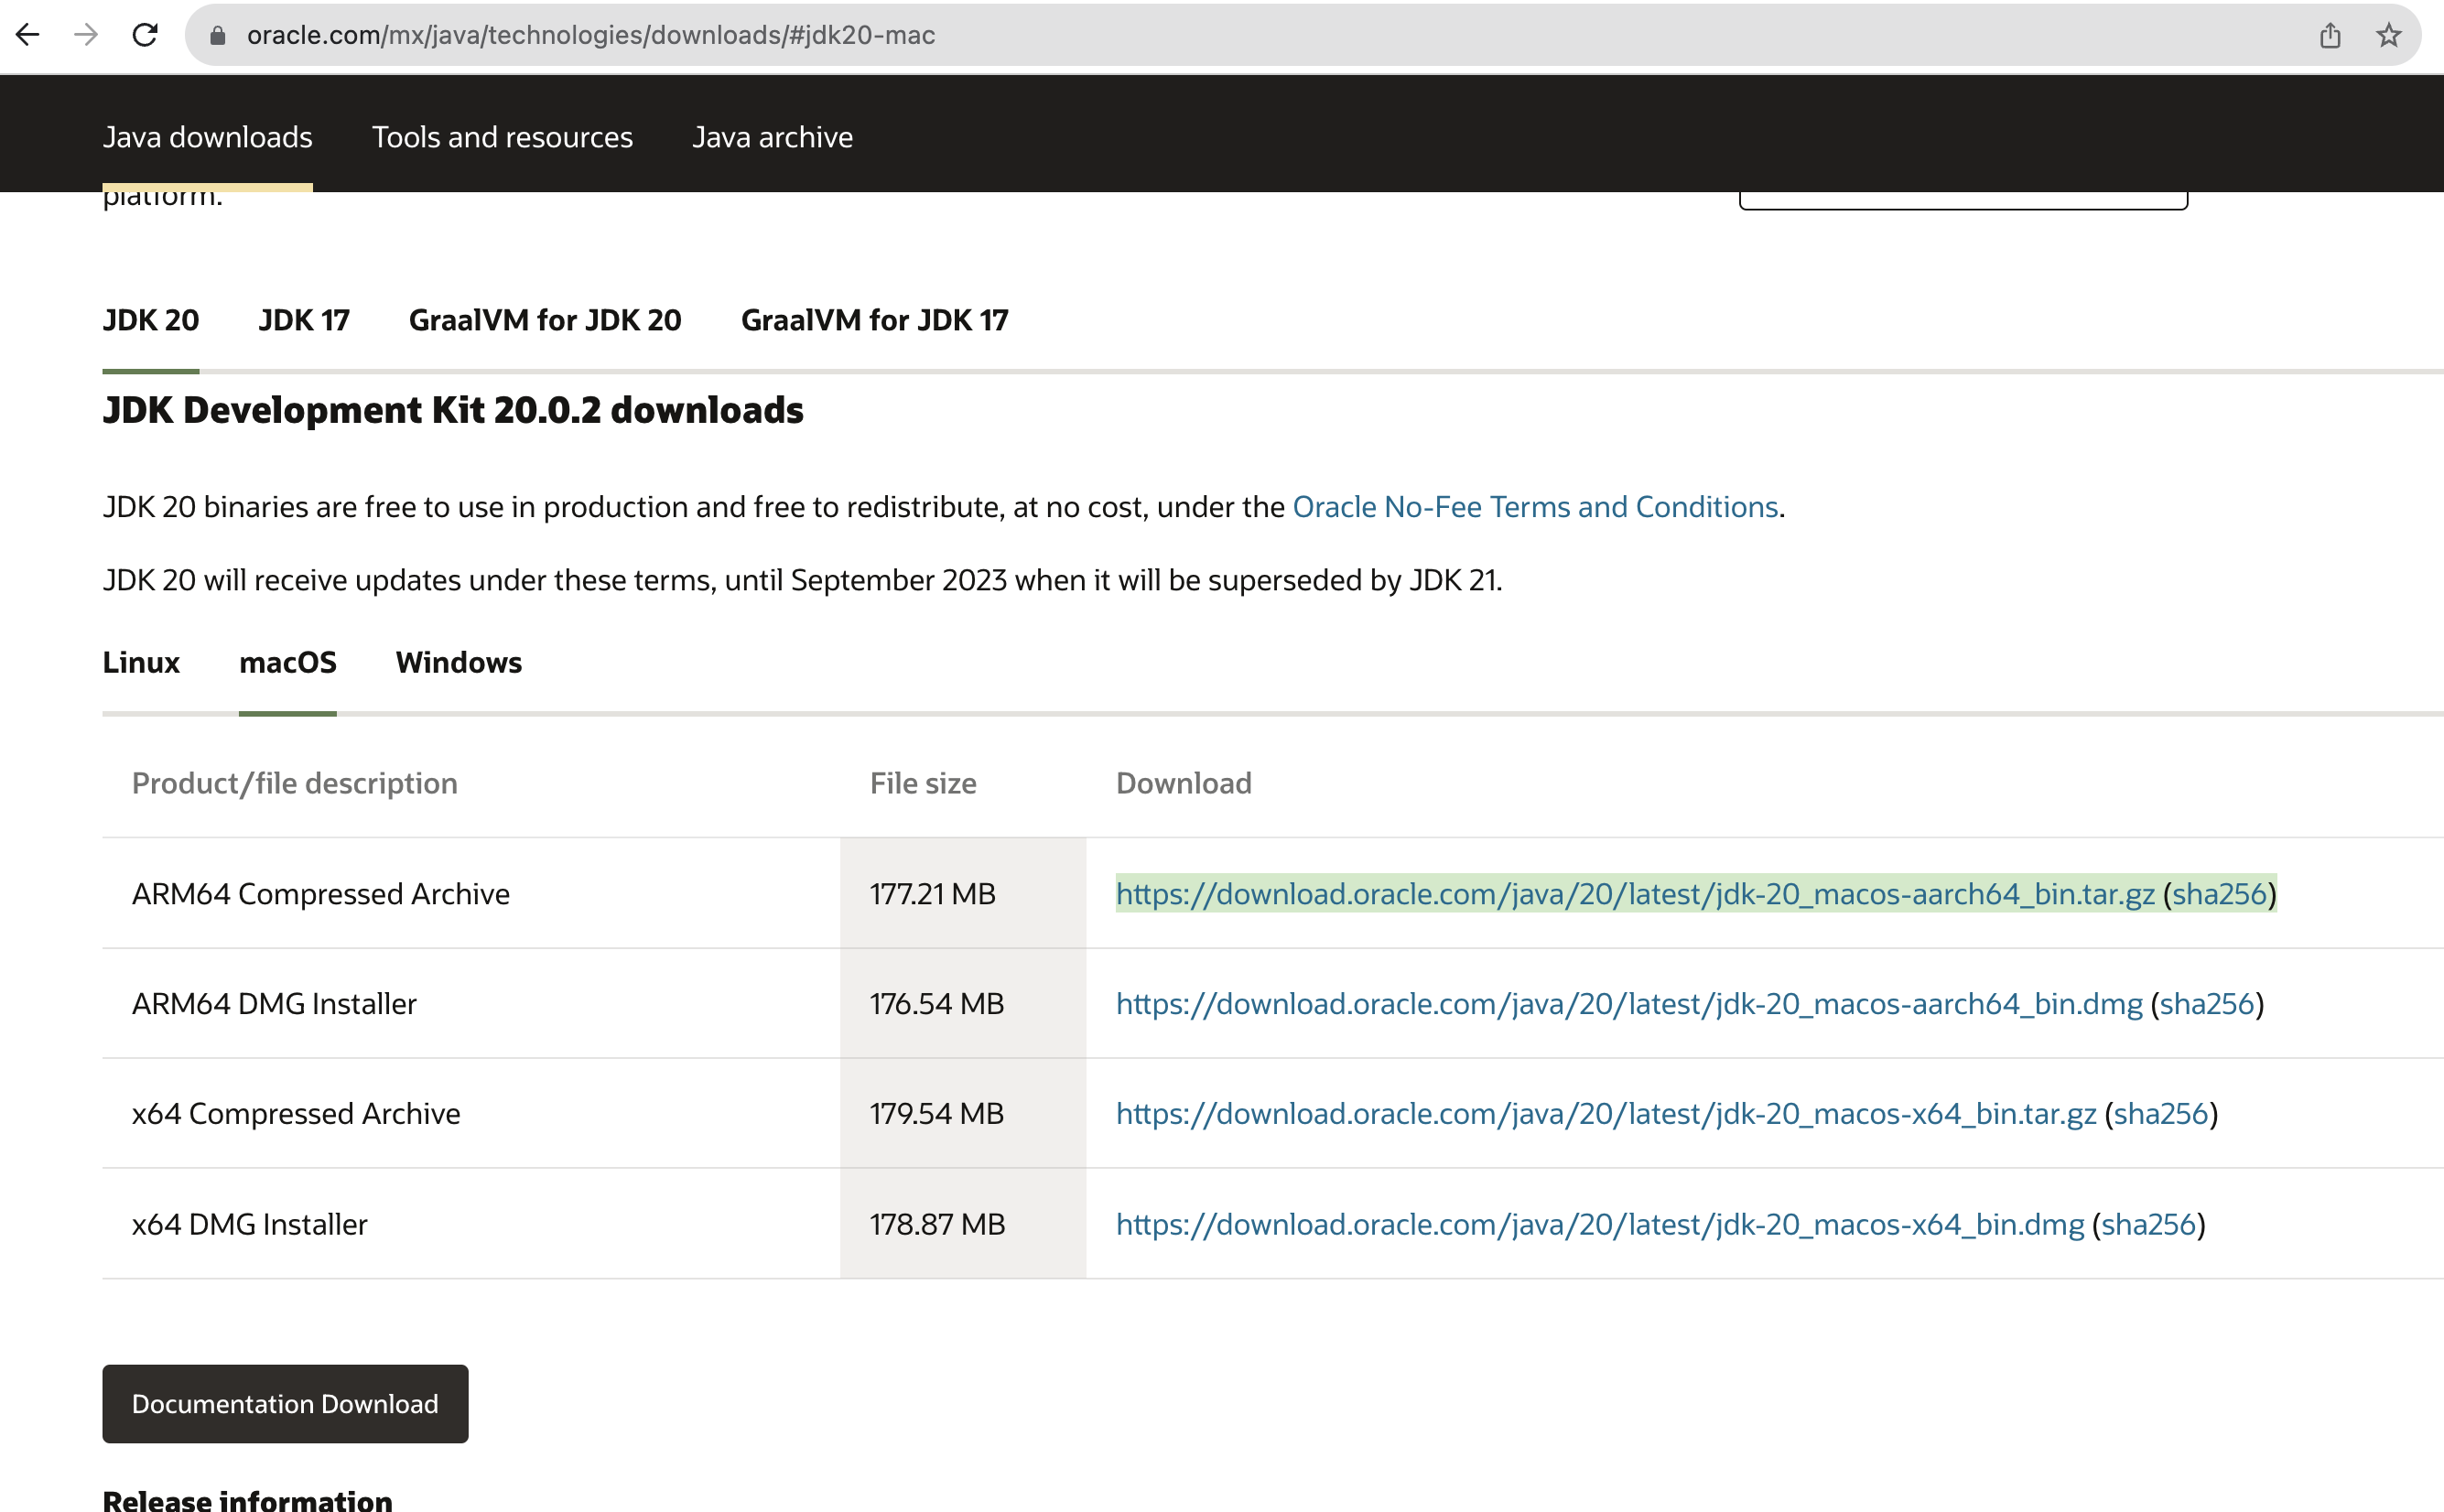 oracle.com/mx/java/technologies/downloads/#jdk20-mac
Java downloads Tools and resources Java archive
platform.
JDK 20 JDK 17 GraalVM for JDK 20 GraalVM for JDK 17
JDK Development Kit 20.0.2 downloads
JDK 20 binaries are free to use in production and free to redistribute, at no cost, under the Oracle No-Fee Terms and Conditions.
JDK 20 will receive updates under these terms, until September 2023 when it will be superseded by JDK 21.
Linux macOS Windows
Product/file description File size Download
ARM64 Compressed Archive 177.21 MB https://download.oracle.com/java/20/latest/jdk-20_macos-aarch64_bin.tar.gz (sha256)
ARM64 DMG Installer 176.54 MB https://download.oracle.com/java/20/latest/jdk-20_macos-aarch64_bin.dmg (sha256)
x64 Compressed Archive 179.54 MB https://download.oracle.com/java/20/latest/jdk-20_macos-x64_bin.tar.gz (sha256)
x64 DMG Installer 178.87 MB https://download.oracle.com/java/20/latest/jdk-20_macos-x64_bin.dmg (sha256)
Documentation Download
Release information